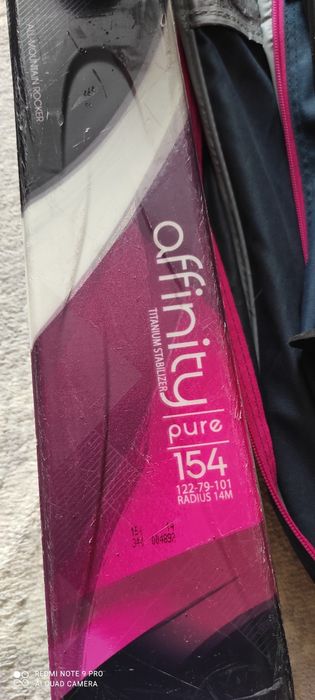 ALL MOUNTAIN ROCKER
affinity
TITANIUM STABILIZER
pure
154
122-79-101
RADIUS 14M
REDMI NOTE 9 PRO
AI QUAD CAMERA